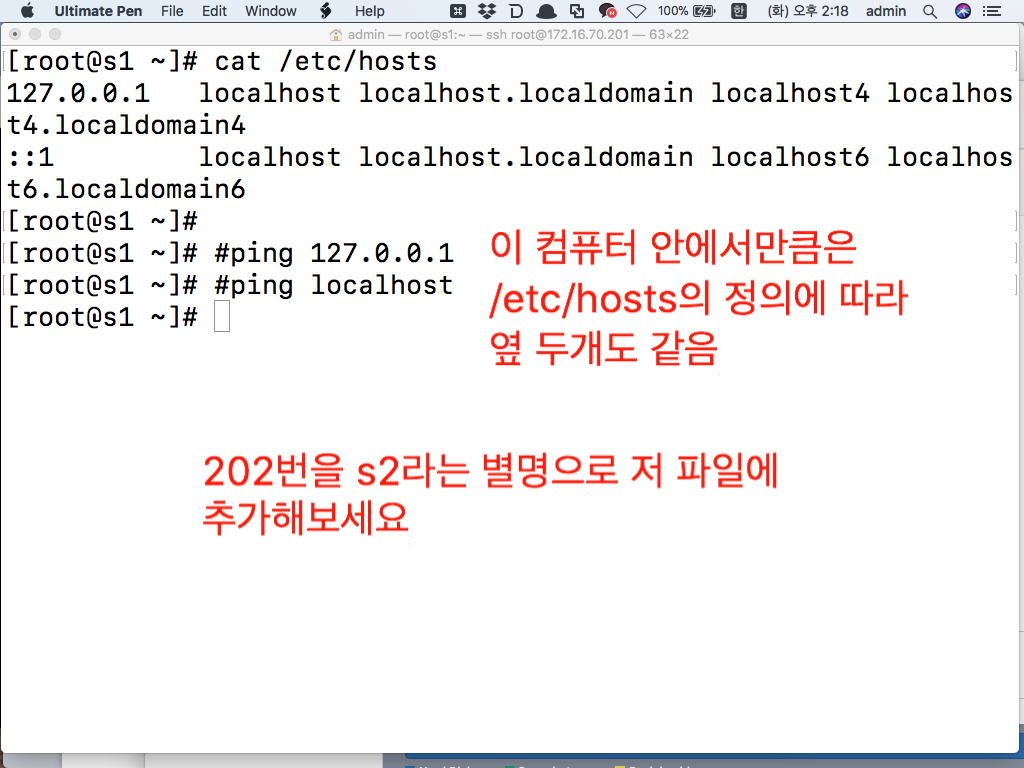 Ultimate Pen File Edit Window Help 100% 한 (화) 오후 2:18 admin
admin — root@s1:~ — ssh root@172.16.70.201 — 63×22
[root@s1 ~]# cat /etc/hosts
127.0.0.1   localhost localhost.localdomain localhost4 localhos
t4.localdomain4
::1         localhost localhost.localdomain localhost6 localhos
t6.localdomain6
[root@s1 ~]#
[root@s1 ~]# #ping 127.0.0.1
[root@s1 ~]# #ping localhost
[root@s1 ~]#
이 컴퓨터 안에서만큼은
/etc/hosts의 정의에 따라
옆 두개도 같음
202번을 s2라는 별명으로 저 파일에
추가해보세요